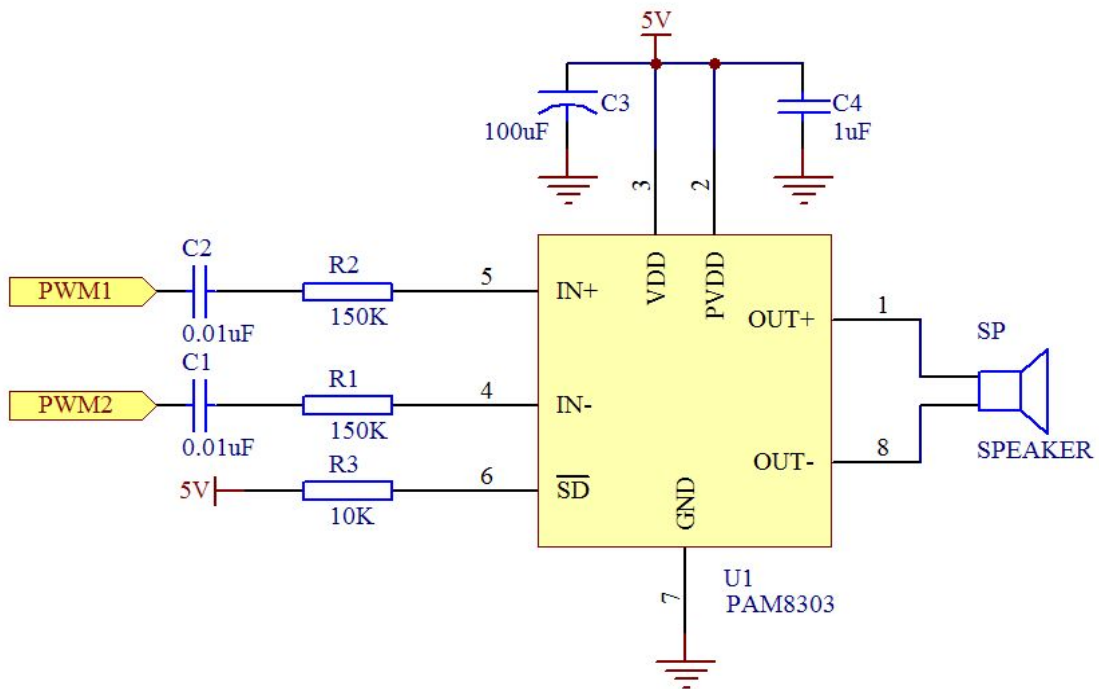 5V
C3
100uF
C4
1uF
3
2
C2
R2
5
PWM1
IN+
VDD
PVDD
0.01uF
150K
OUT+
1
SP
C1
R1
4
PWM2
IN-
0.01uF
150K
R3
6
OUT-
8
SPEAKER
5V
SD
10K
GND
7
U1
PAM8303